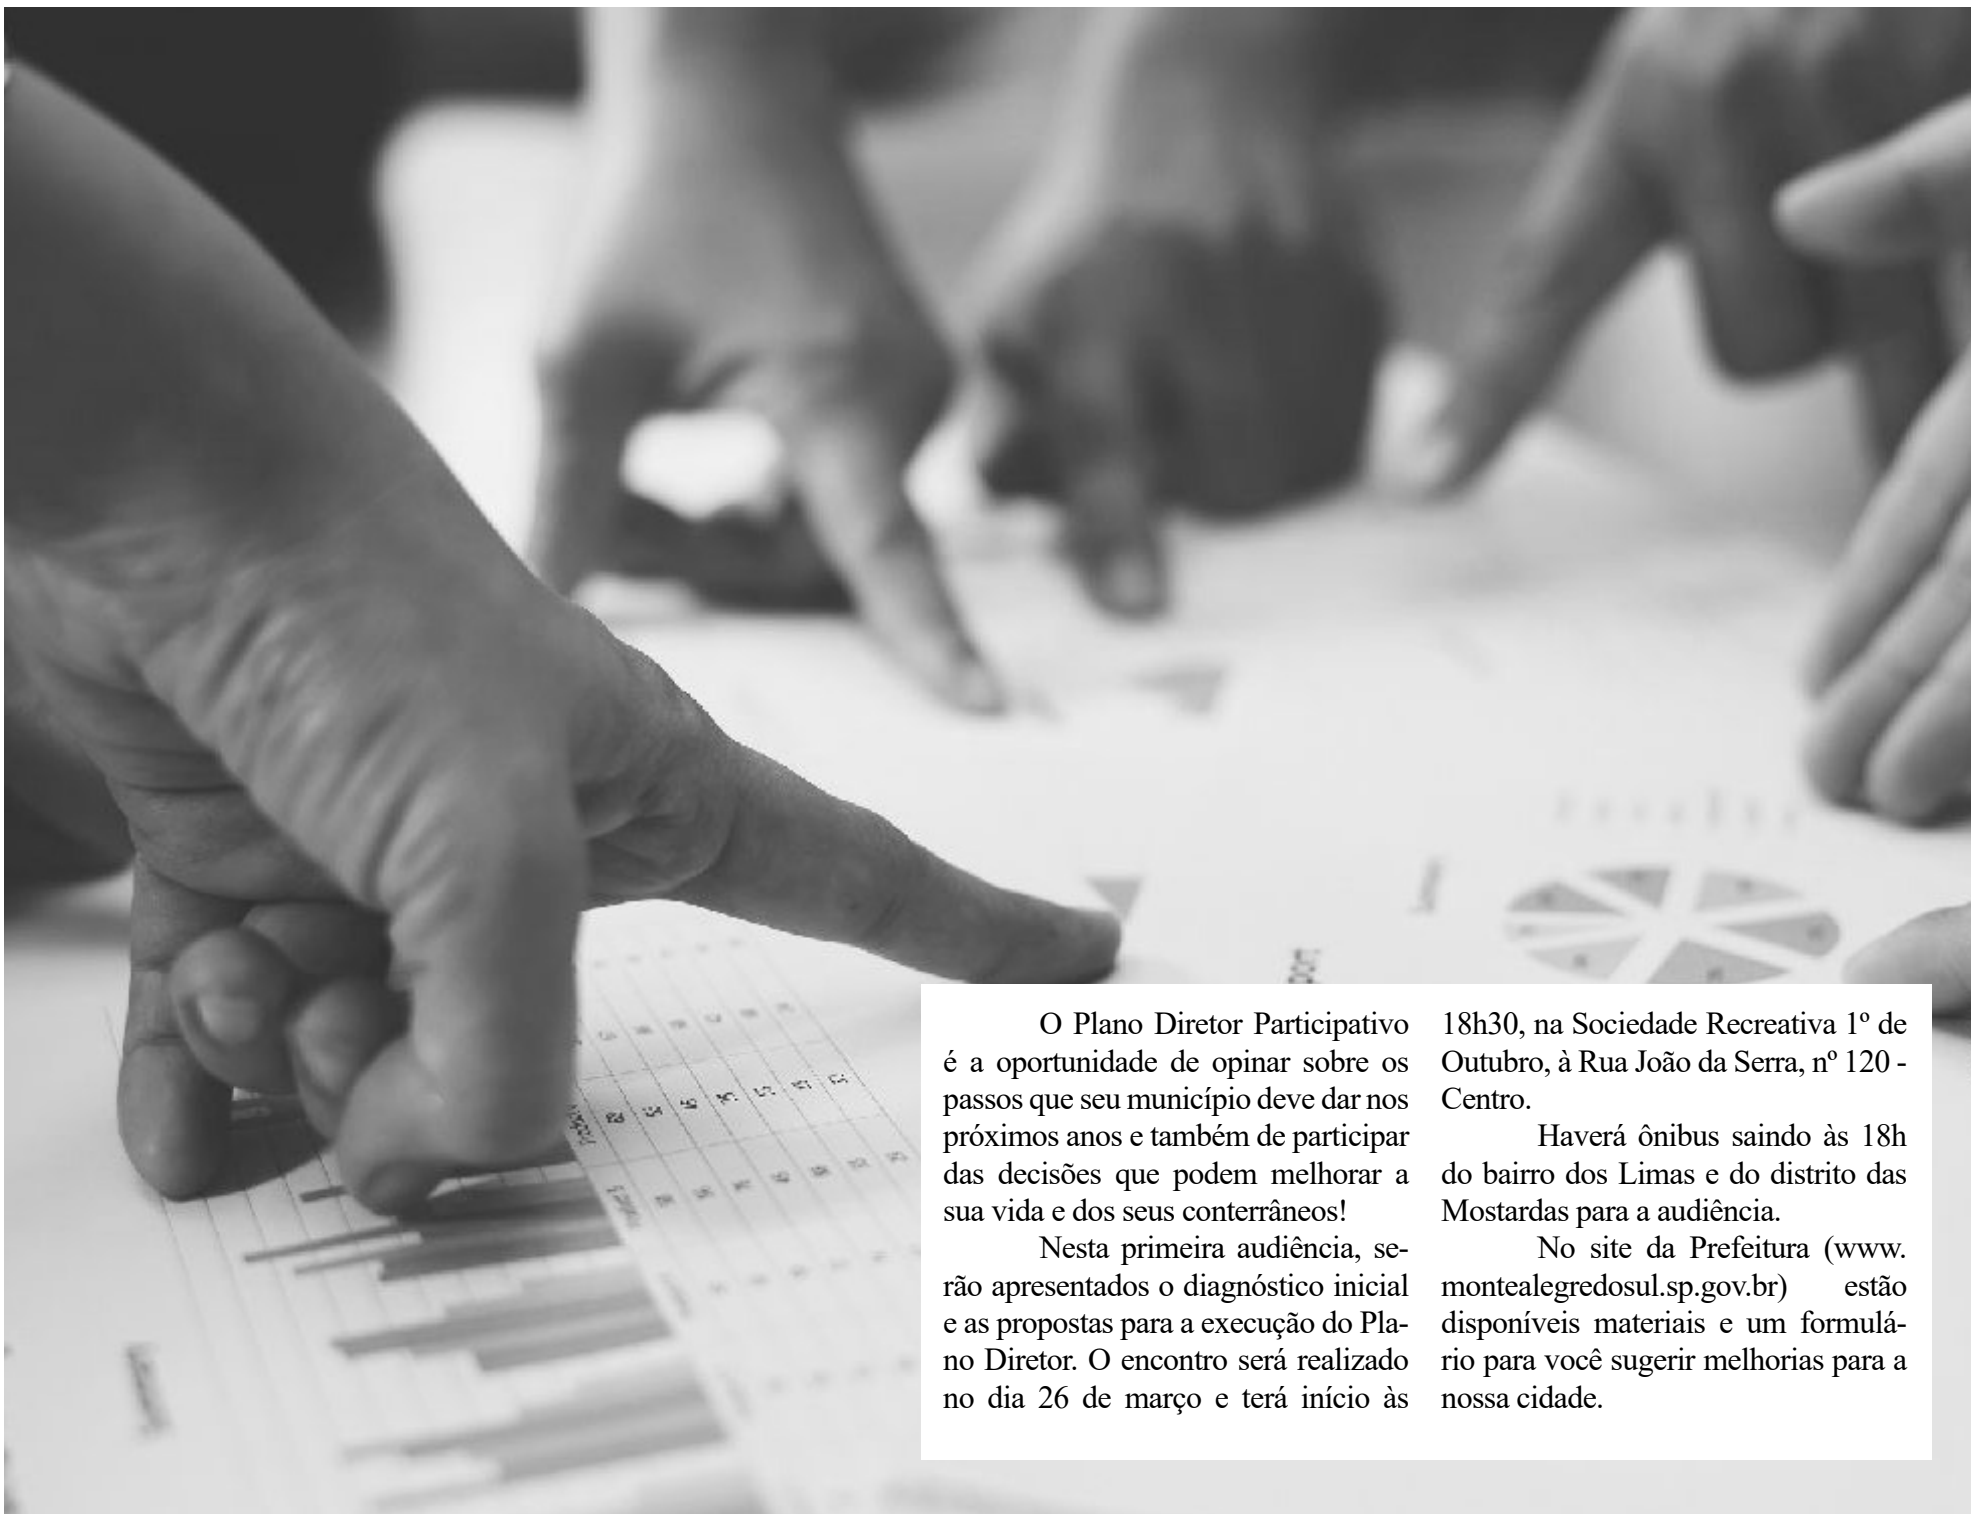 O Plano Diretor Participativo
é a oportunidade de opinar sobre os
passos que seu município deve dar nos
próximos anos e também de participar
das decisões que podem melhorar a
sua vida e dos seus conterrâneos!
Nesta primeira audiência, se-
rão apresentados o diagnóstico inicial
e as propostas para a execução do Pla-
no Diretor. O encontro será realizado
no dia 26 de março e terá início às
18h30, na Sociedade Recreativa 1º de
Outubro, à Rua João da Serra, nº 120 -
Centro.
Haverá ônibus saindo às 18h
do bairro dos Limas e do distrito das
Mostardas para a audiência.
No site da Prefeitura (www.
montealegredosul.sp.gov.br) estão
disponíveis materiais e um formulá-
rio para você sugerir melhorias para a
nossa cidade.